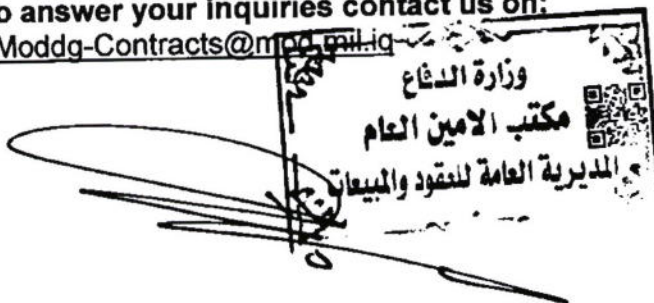 o answer your inquiries contact us on:
Moddg-Contracts@mod.mil.iq
وزارة الدفاع
مكتب الامين العام
المديرية العامة للعقود والمبيعات